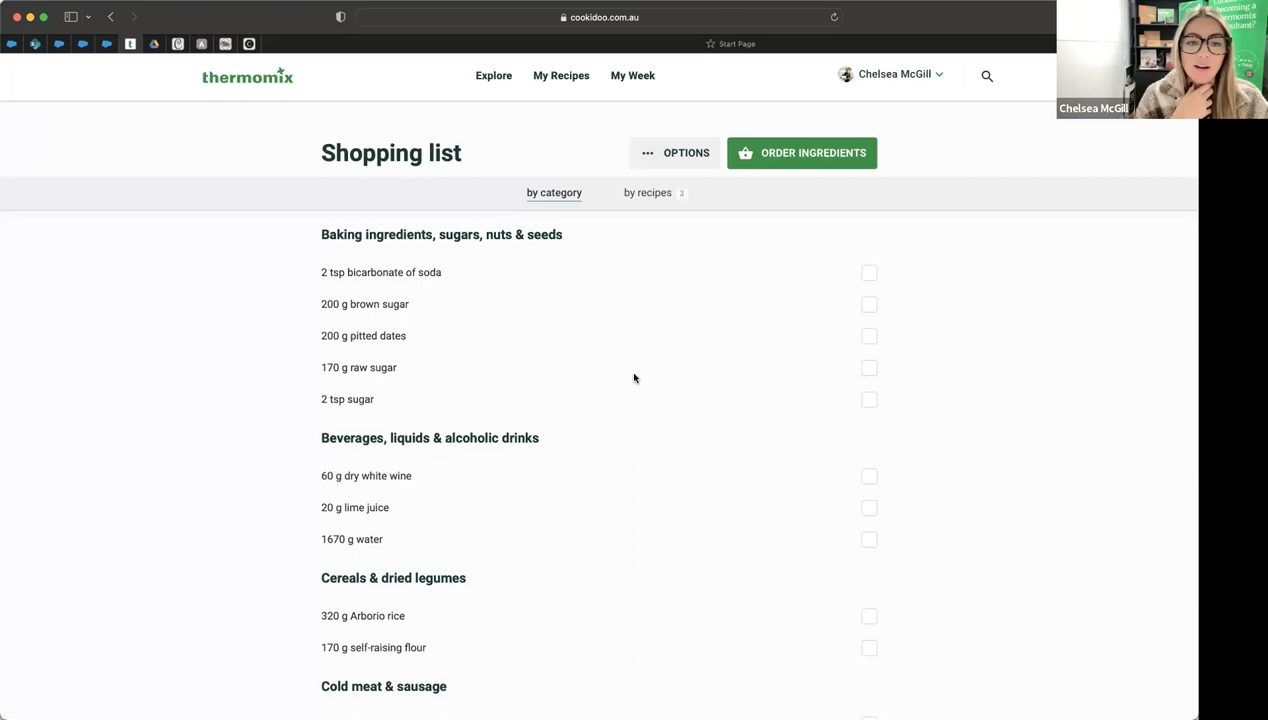 cookidoo.com.au
Start Page
thermomix
Explore
My Recipes
My Week
Chelsea McGill
Chelsea McGill
Shopping list
OPTIONS
ORDER INGREDIENTS
by category
by recipes 3
Baking ingredients, sugars, nuts & seeds
2 tsp bicarbonate of soda
200 g brown sugar
200 g pitted dates
170 g raw sugar
2 tsp sugar
Beverages, liquids & alcoholic drinks
60 g dry white wine
20 g lime juice
1670 g water
Cereals & dried legumes
320 g Arborio rice
170 g self-raising flour
Cold meat & sausage